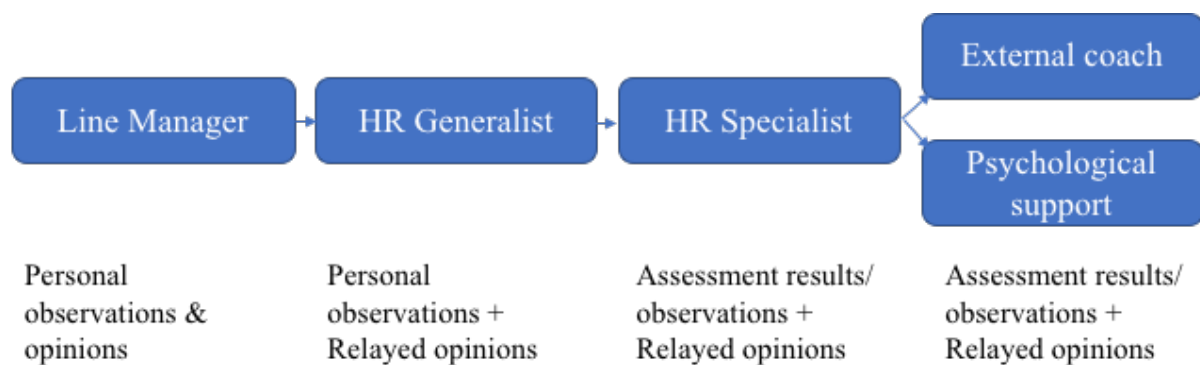 Line Manager
HR Generalist
HR Specialist
External coach
Psychological
support
Personal
observations &
opinions
Personal
observations +
Relayed opinions
Assessment results/
observations +
Relayed opinions
Assessment results/
observations +
Relayed opinions